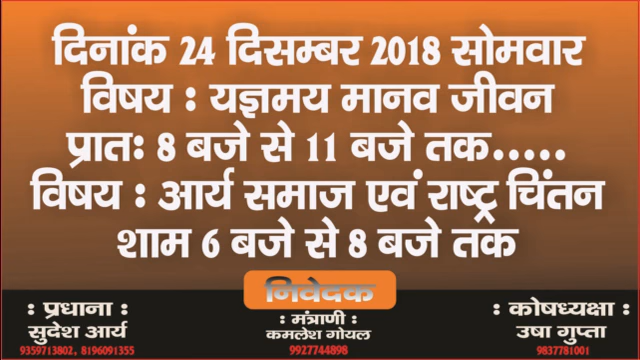 दिनांक 24 दिसम्बर 2018 सोमवार
विषय : यज्ञमय मानव जीवन
प्रातः 8 बजे से 11 बजे तक.....
विषय : आर्य समाज एवं राष्ट्र चिंतन
शाम 6 बजे से 8 बजे तक
निवेदक
: प्रधाना :
सुदेश आर्य
9359713802, 8196091355
: मंत्राणी :
कमलेश गोयल
9927744898
: कोषध्यक्षा :
उषा गुप्ता
9837781001